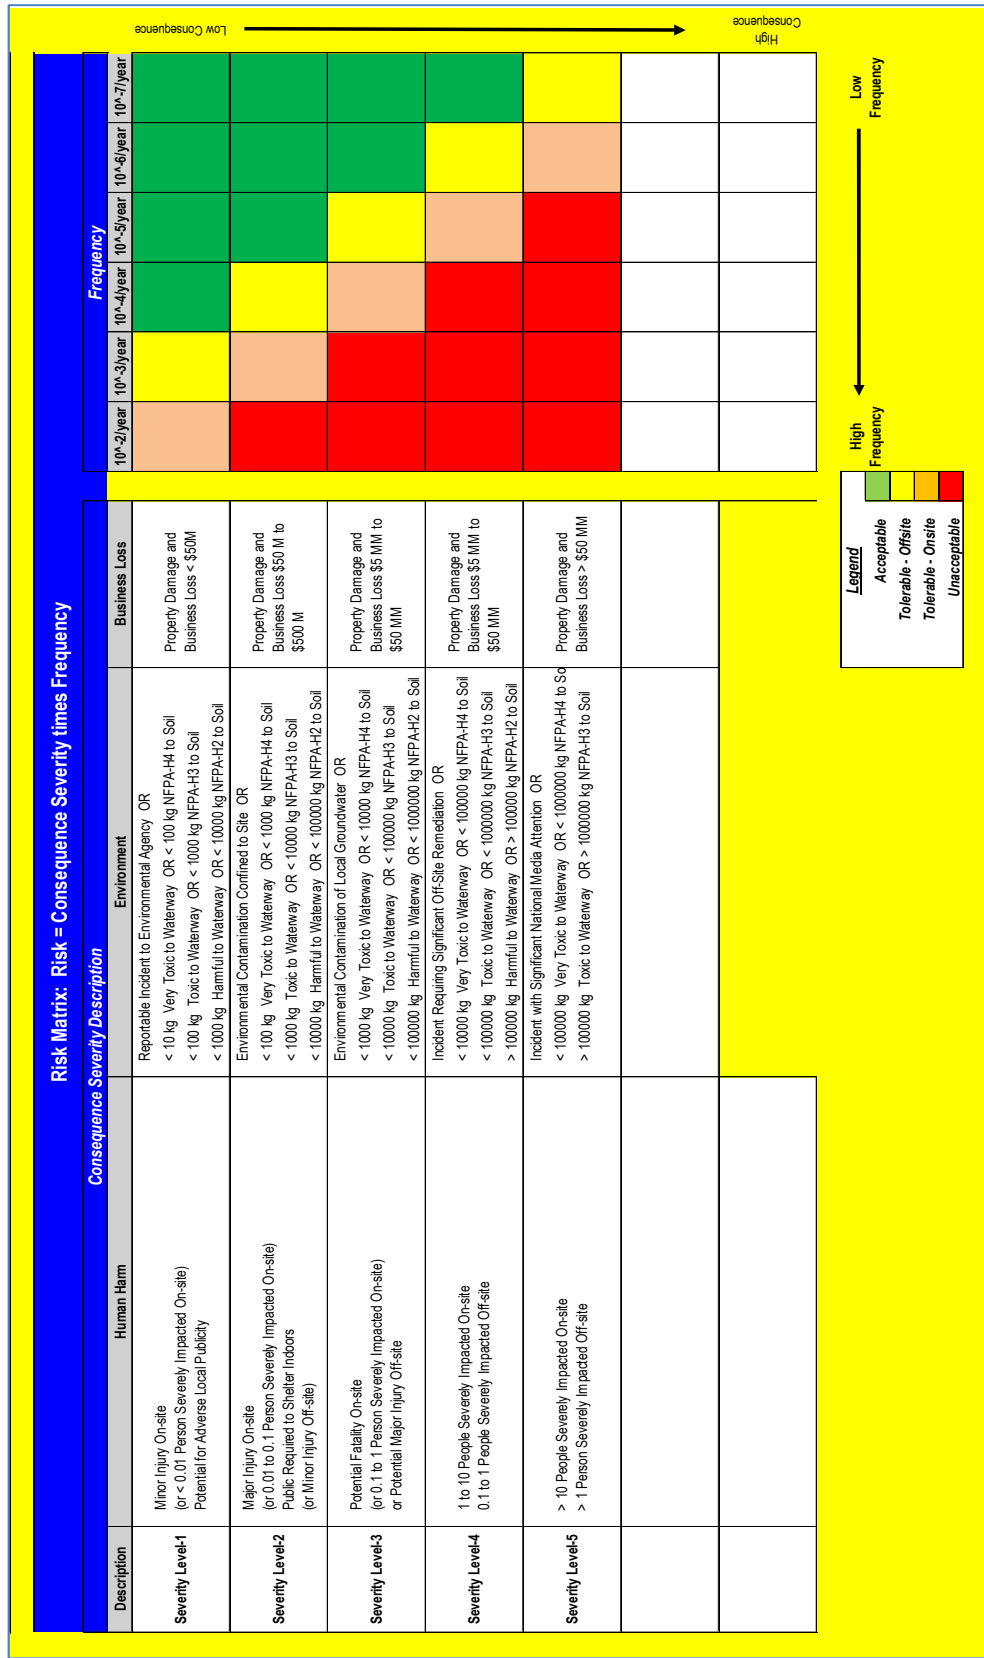 Risk Matrix:  Risk = Consequence Severity times Frequency
Consequence Severity Description
Frequency
Description
Human Harm
Environment
Business Loss
10^-2/year
10^-3/year
10^-4/year
10^-5/year
10^-6/year
10^-7/year
Severity Level-1
Minor Injury On-site
(or < 0.01 Person Severely Impacted On-site)
Potential for Adverse Local Publicity
Reportable Incident to Environmental Agency  OR
< 10 kg  Very Toxic to Waterway  OR < 100 kg NFPA-H4 to Soil
< 100 kg  Toxic to Waterway  OR < 1000 kg NFPA-H3 to Soil
< 1000 kg  Harmful to Waterway  OR < 10000 kg NFPA-H2 to Soil
Property Damage and
Business Loss < $50M
Severity Level-2
Major Injury On-site
(or 0.01 to 0.1 Person Severely Impacted On-site)
Public Required to Shelter Indoors
(or Minor Injury Off-site)
Environmental Contamination Confined to Site  OR
< 100 kg  Very Toxic to Waterway  OR < 1000 kg NFPA-H4 to Soil
< 1000 kg  Toxic to Waterway  OR < 10000 kg NFPA-H3 to Soil
< 10000 kg  Harmful to Waterway  OR < 100000 kg NFPA-H2 to Soil
Property Damage and
Business Loss $50 M to
$500 M
Severity Level-3
Potential Fatality On-site
(or 0.1 to 1 Person Severely Impacted On-site)
or Potential Major Injury Off-site
Environmental Contamination of Local Groundwater  OR
< 1000 kg  Very Toxic to Waterway  OR < 10000 kg NFPA-H4 to Soil
< 10000 kg  Toxic to Waterway  OR < 100000 kg NFPA-H3 to Soil
< 100000 kg  Harmful to Waterway  OR < 1000000 kg NFPA-H2 to Soil
Property Damage and
Business Loss $5 MM to
$50 MM
Severity Level-4
1 to 10 People Severely Impacted On-site
0.1 to 1 People Severely Impacted Off-site
Incident Requiring Significant Off-Site Remediation  OR
< 10000 kg  Very Toxic to Waterway  OR < 100000 kg NFPA-H4 to Soil
< 100000 kg  Toxic to Waterway  OR < 1000000 kg NFPA-H3 to Soil
> 100000 kg  Harmful to Waterway  OR > 1000000 kg NFPA-H2 to Soil
Property Damage and
Business Loss $5 MM to
$50 MM
Severity Level-5
> 10 People Severely Impacted On-site
> 1 Person Severely Impacted Off-site
Incident with Significant National Media Attention  OR
< 100000 kg  Very Toxic to Waterway  OR < 1000000 kg NFPA-H4 to So
> 100000 kg  Toxic to Waterway  OR > 1000000 kg NFPA-H3 to Soil
Property Damage and
Business Loss > $50 MM
Low Consequence
High
Consequence
High
Frequency
Low
Frequency
Legend
Acceptable
Tolerable - Offsite
Tolerable - Onsite
Unacceptable